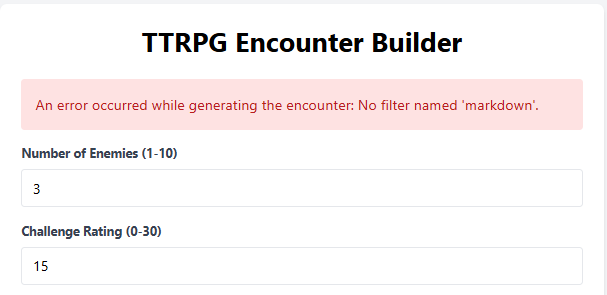 TTRPG Encounter Builder
An error occurred while generating the encounter: No filter named 'markdown'.
Number of Enemies (1-10)
3
Challenge Rating (0-30)
15